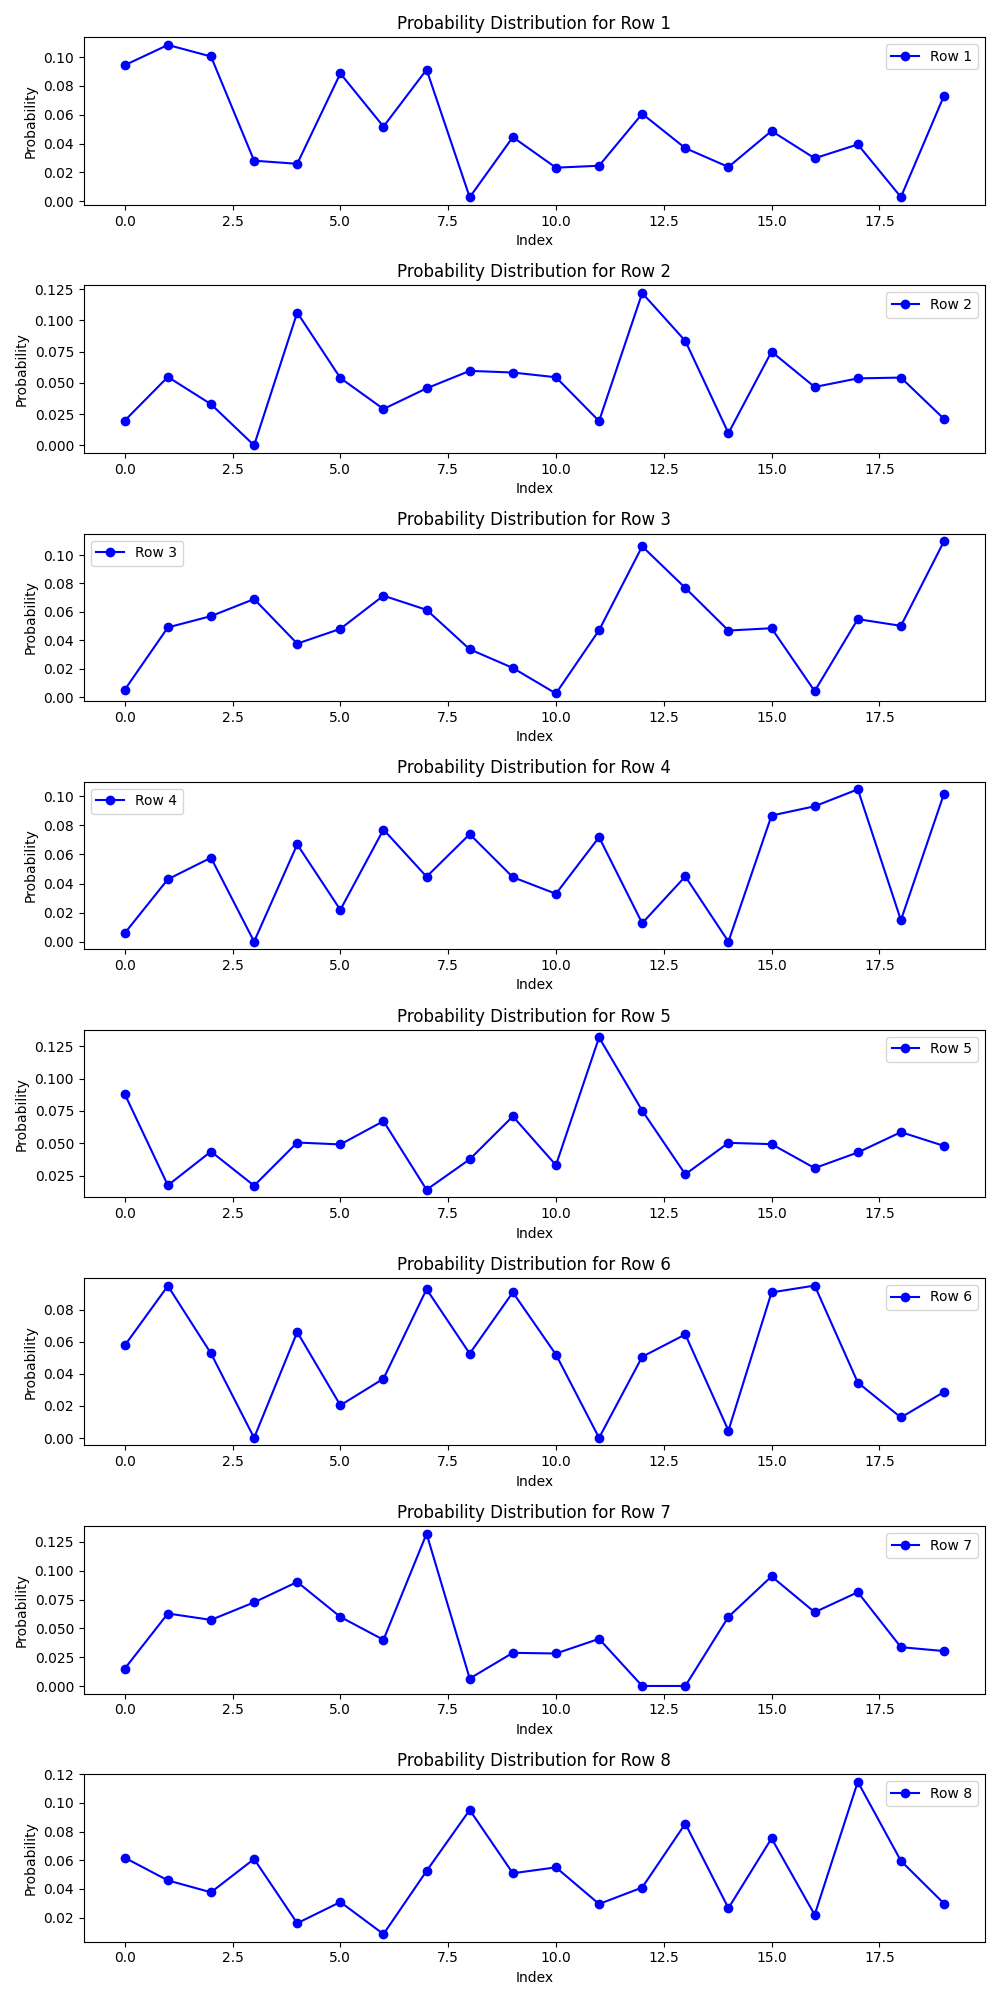 Probability Distribution for Row 1
Row 1
Probability
0.10
0.08
0.06
0.04
0.02
0.00
0.0 2.5 5.0 7.5 10.0 12.5 15.0 17.5
Index
Probability Distribution for Row 2
Row 2
Probability
0.125
0.100
0.075
0.050
0.025
0.000
0.0 2.5 5.0 7.5 10.0 12.5 15.0 17.5
Index
Probability Distribution for Row 3
Row 3
Probability
0.10
0.08
0.06
0.04
0.02
0.00
0.0 2.5 5.0 7.5 10.0 12.5 15.0 17.5
Index
Probability Distribution for Row 4
Row 4
Probability
0.10
0.08
0.06
0.04
0.02
0.00
0.0 2.5 5.0 7.5 10.0 12.5 15.0 17.5
Index
Probability Distribution for Row 5
Row 5
Probability
0.125
0.100
0.075
0.050
0.025
0.0 2.5 5.0 7.5 10.0 12.5 15.0 17.5
Index
Probability Distribution for Row 6
Row 6
Probability
0.08
0.06
0.04
0.02
0.00
0.0 2.5 5.0 7.5 10.0 12.5 15.0 17.5
Index
Probability Distribution for Row 7
Row 7
Probability
0.125
0.100
0.075
0.050
0.025
0.000
0.0 2.5 5.0 7.5 10.0 12.5 15.0 17.5
Index
Probability Distribution for Row 8
Row 8
Probability
0.12
0.10
0.08
0.06
0.04
0.02
0.0 2.5 5.0 7.5 10.0 12.5 15.0 17.5
Index